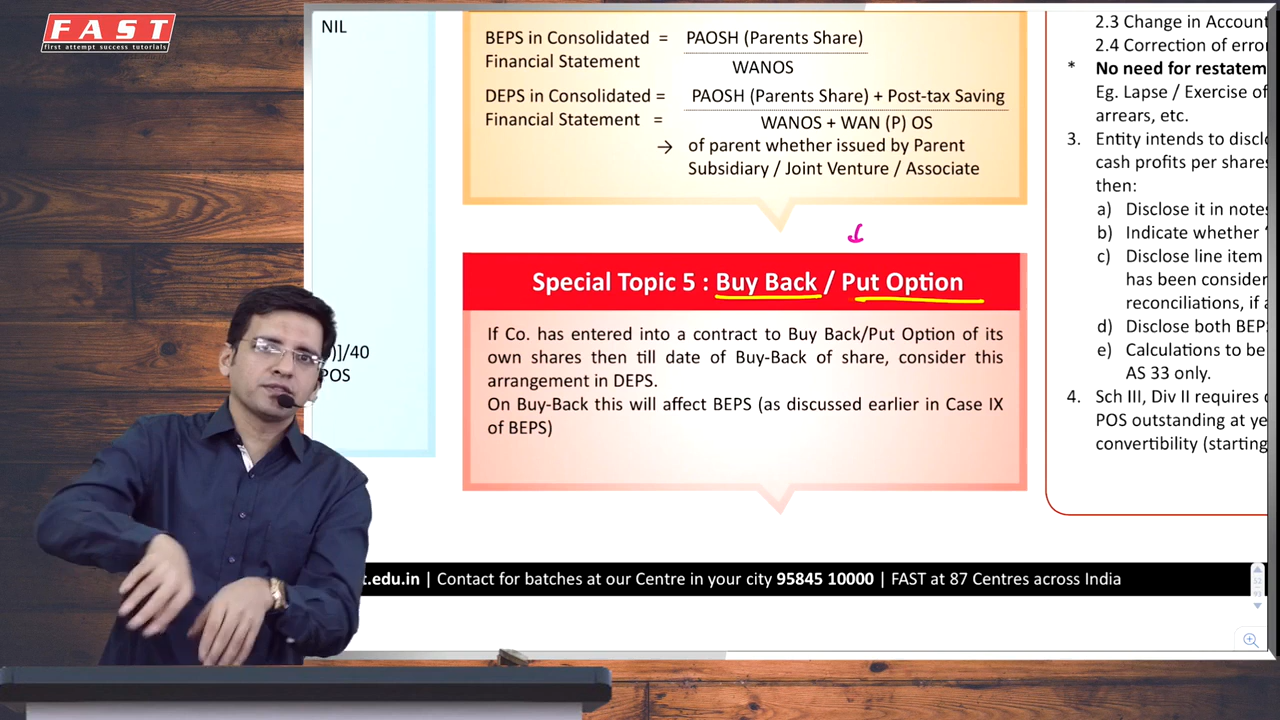 FAST
first attempt success tutorials
NIL
)]/40
POS
BEPS in Consolidated = PAOSH (Parents Share)
Financial Statement WANOS
DEPS in Consolidated = PAOSH (Parents Share) + Post-tax Saving
Financial Statement = WANOS + WAN (P) OS
→ of parent whether issued by Parent
Subsidiary / Joint Venture / Associate
Special Topic 5 : Buy Back / Put Option
If Co. has entered into a contract to Buy Back/Put Option of its
own shares then till date of Buy-Back of share, consider this
arrangement in DEPS.
On Buy-Back this will affect BEPS (as discussed earlier in Case IX
of BEPS)
2.3 Change in Account
2.4 Correction of error
* No need for restatem
Eg. Lapse / Exercise of
arrears, etc.
3. Entity intends to discl
cash profits per share
then:
a) Disclose it in notes
b) Indicate whether
c) Disclose line item
has been consider
reconciliations, if a
d) Disclose both BEP
e) Calculations to be
AS 33 only.
4. Sch III, Div II requires
POS outstanding at ye
convertibility (starting
t.edu.in | Contact for batches at our Centre in your city 95845 10000 | FAST at 87 Centres across India